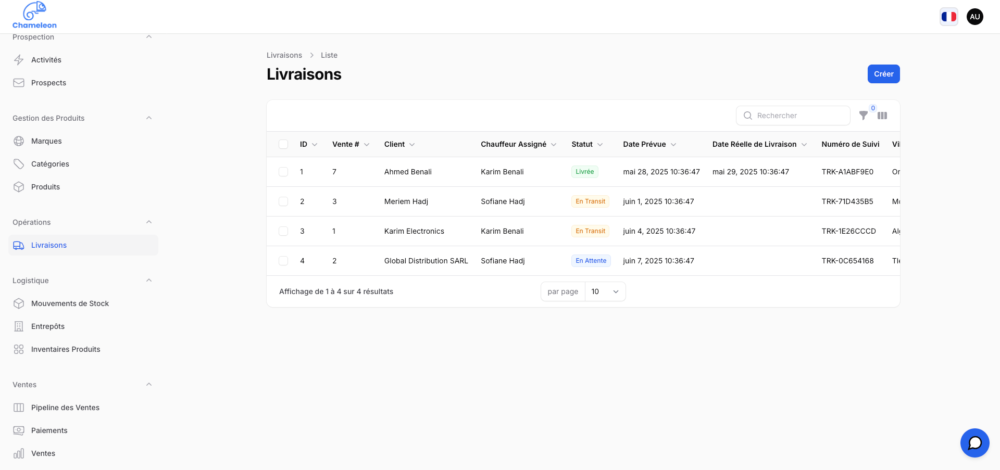 Chameleon
AU
Prospection
Activités
Prospects
Gestion des Produits
Marques
Catégories
Produits
Opérations
Livraisons
Logistique
Mouvements de Stock
Entrepôts
Inventaires Produits
Ventes
Pipeline des Ventes
Paiements
Ventes
Livraisons Liste
Livraisons
Créer
Rechercher 0
ID Vente # Client Chauffeur Assigné Statut Date Prévue Date Réelle de Livraison Numéro de Suivi
1 7 Ahmed Benali Karim Benali Livrée mai 28, 2025 10:36:47 mai 29, 2025 10:36:47 TRK-A1ABF9E0
2 3 Meriem Hadj Sofiane Hadj En Transit juin 1, 2025 10:36:47 TRK-71D435B5
3 1 Karim Electronics Karim Benali En Transit juin 4, 2025 10:36:47 TRK-1E26CCCD
4 2 Global Distribution SARL Sofiane Hadj En Attente juin 7, 2025 10:36:47 TRK-0C654168
Affichage de 1 à 4 sur 4 résultats par page 10